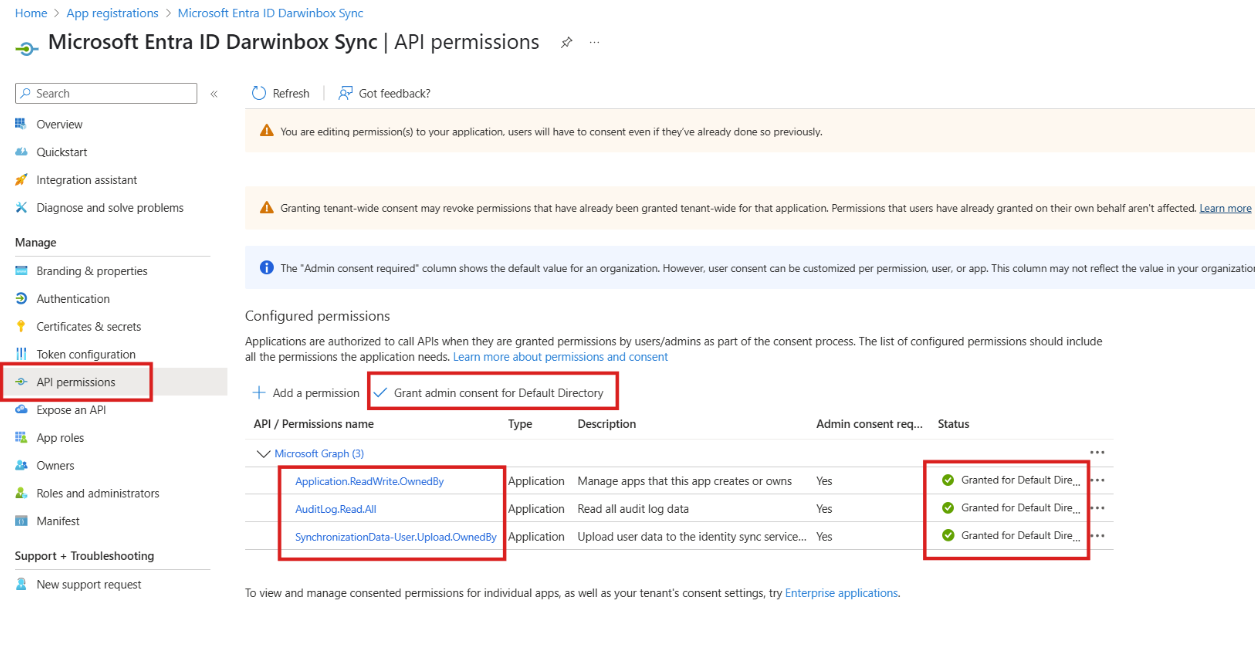 Home > App registrations > Microsoft Entra ID Darwinbox Sync
Microsoft Entra ID Darwinbox Sync | API permissions
Search
Overview
Quickstart
Integration assistant
Diagnose and solve problems
Manage
Branding & properties
Authentication
Certificates & secrets
Token configuration
API permissions
Expose an API
App roles
Owners
Roles and administrators
Manifest
Support + Troubleshooting
New support request
Refresh
Got feedback?
You are editing permission(s) to your application, users will have to consent even if they've already done so previously.
Granting tenant-wide consent may revoke permissions that have already been granted tenant-wide for that application. Permissions that users have already granted on their own behalf aren't affected. Learn more
The "Admin consent required" column shows the default value for an organization. However, user consent can be customized per permission, user, or app. This column may not reflect the value in your organization
Configured permissions
Applications are authorized to call APIs when they are granted permissions by users/admins as part of the consent process. The list of configured permissions should include
all the permissions the application needs. Learn more about permissions and consent
Add a permission
Grant admin consent for Default Directory
API / Permissions name Type Description Admin consent req... Status
Microsoft Graph (3)
Application.ReadWrite.OwnedBy Application Manage apps that this app creates or owns Yes Granted for Default Dire...
AuditLog.Read.All Application Read all audit log data Yes Granted for Default Dire...
SynchronizationData-User.Upload.OwnedBy Application Upload user data to the identity sync service... Yes Granted for Default Dire...
To view and manage consented permissions for individual apps, as well as your tenant's consent settings, try Enterprise applications.